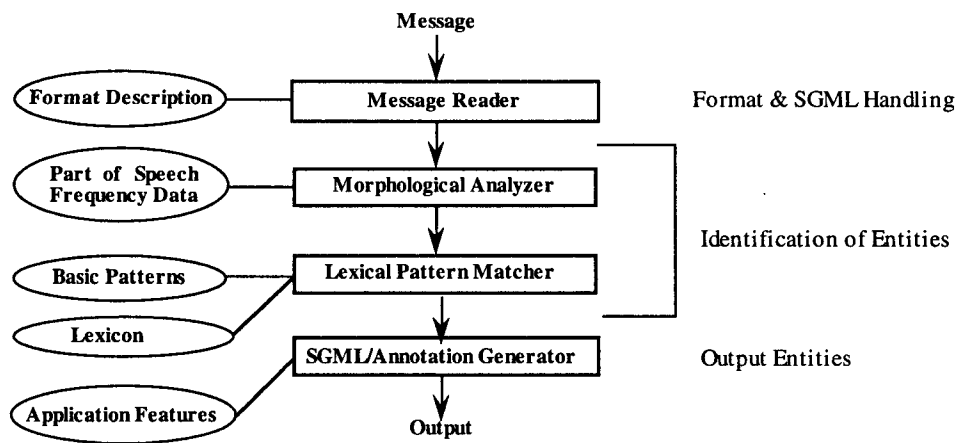 Message
Format Description
Message Reader
Format & SGML Handling
Part of Speech
Frequency Data
Morphological Analyzer
Identification of Entities
Basic Patterns
Lexical Pattern Matcher
Lexicon
SGML/Annotation Generator
Output Entities
Application Features
Output